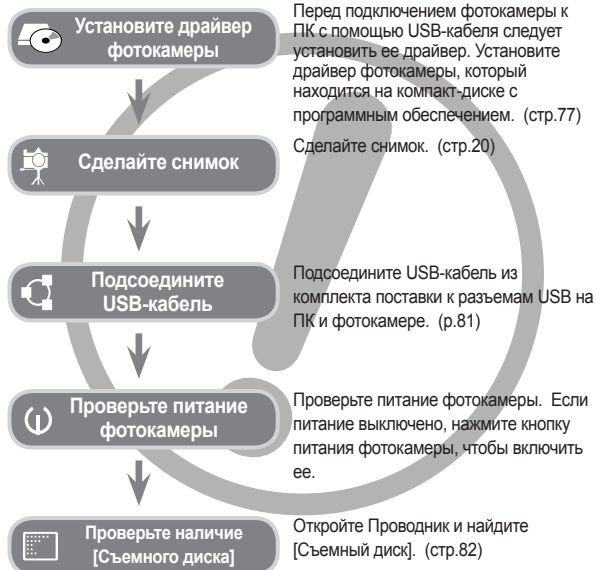 Установите драйвер
фотокамеры
Перед подключением фотокамеры к
ПК с помощью USB-кабеля следует
установить ее драйвер. Установите
драйвер фотокамеры, который
находится на компакт-диске с
программным обеспечением. (стр.77)
Сделайте снимок
Сделайте снимок. (стр.20)
Подсоедините
USB-кабель
Подсоедините USB-кабель из
комплекта поставки к разъемам USB на
ПК и фотокамере. (p.81)
Проверьте питание
фотокамеры
Проверьте питание фотокамеры. Если
питание выключено, нажмите кнопку
питания фотокамеры, чтобы включить
ее.
Проверьте наличие
[Съемного диска]
Откройте Проводник и найдите
[Съемный диск]. (стр.82)